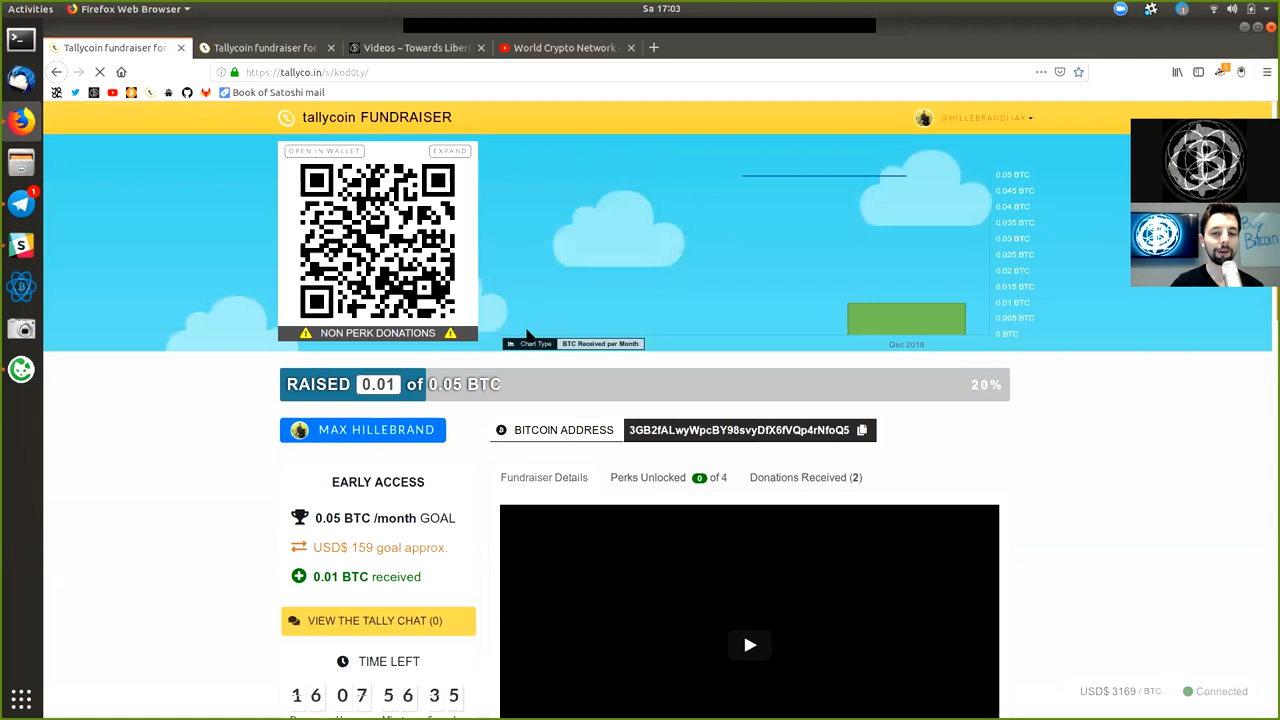 Activities
Firefox Web Browser
Sa 17:03
Tallycoin fundraiser for
Tallycoin fundraiser for
Videos ~ Towards Liber
World Crypto Network -
https://tallyco.in/s/knd0ty/
Book of Satoshi mail
tallycoin FUNDRAISER
@HILLEBRANDMAX
OPEN IN WALLET
EXPAND
NON PERK DONATIONS
0.05 BTC
0.045 BTC
0.04 BTC
0.035 BTC
0.03 BTC
0.025 BTC
0.02 BTC
0.015 BTC
0.01 BTC
0.005 BTC
0 BTC
Dec 2018
Chart Type
BTC Received per Month
Buy
Bitcoin
RAISED 0.01 of 0.05 BTC
20%
MAX HILLEBRAND
BITCOIN ADDRESS
3GB2fALwyWpcBY98svyDfX6fVQp4rNfoQ5
EARLY ACCESS
0.05 BTC /month GOAL
USD$ 159 goal approx.
0.01 BTC received
VIEW THE TALLY CHAT (0)
TIME LEFT
16 07 56 35
Fundraiser Details
Perks Unlocked 0 of 4
Donations Received (2)
USD$ 3169 / BTC
Connected